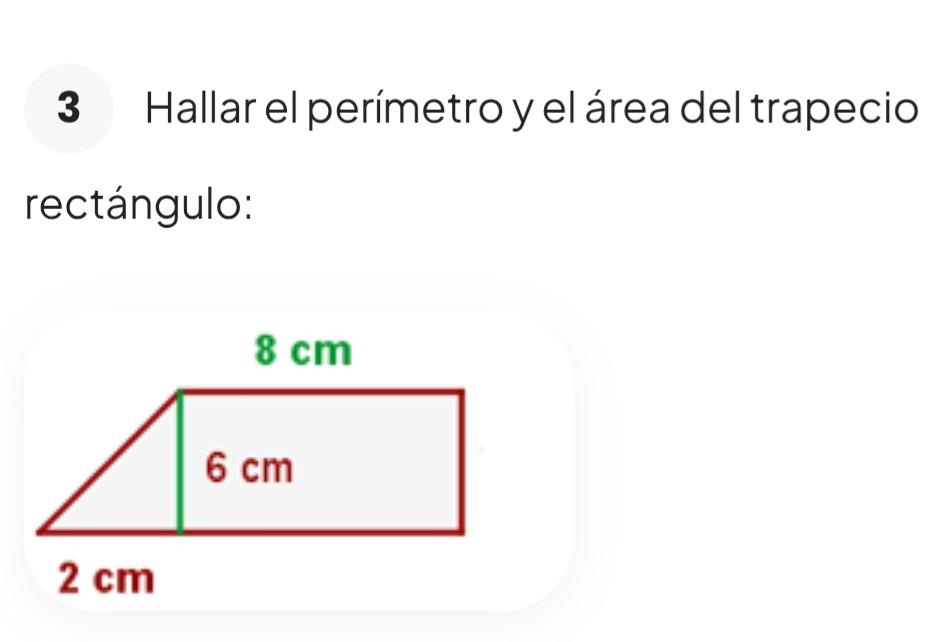 3 Hallar el perímetro y el área del trapecio
rectángulo:
8 cm
6 cm
2 cm